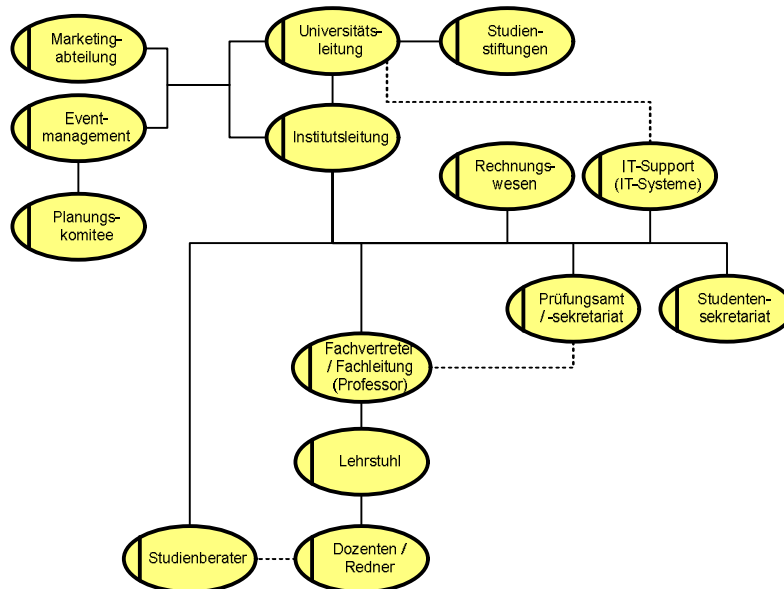 Marketing-
abteilung
Universitäts-
leitung
Studien-
stiftungen
Event-
management
Institutsleitung
Rechnungs-
wesen
IT-Support
(IT-Systeme)
Planungs-
komitee
Prüfungsamt
/ -sekretariat
Studenten-
sekretariat
Fachvertreter
/ Fachleitung
(Professor)
Lehrstuhl
Studienberater
Dozenten /
Redner